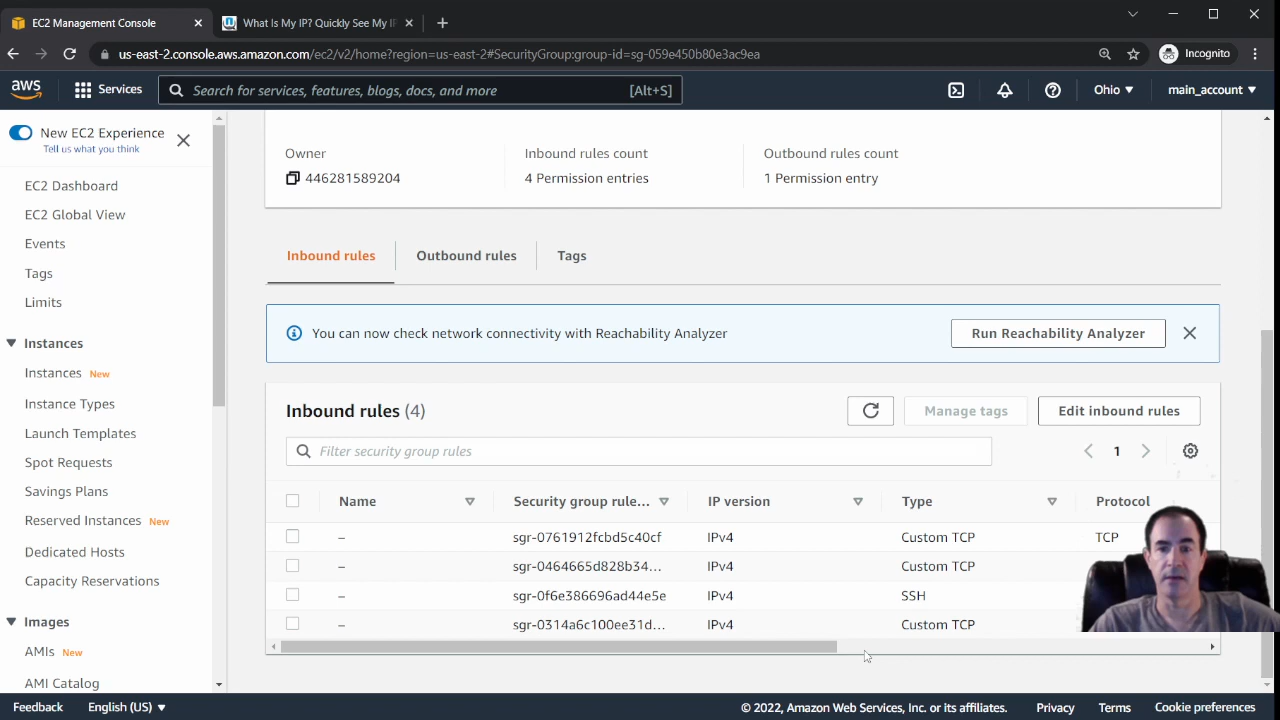 EC2 Management Console
What Is My IP? Quickly See My IP
us-east-2.console.aws.amazon.com/ec2/v2/home?region=us-east-2#SecurityGroup:group-id=sg-059e450b80e3ac9ea
Incognito
aws
Services
Search for services, features, blogs, docs, and more
[Alt+S]
Ohio
main_account
New EC2 Experience
Tell us what you think
EC2 Dashboard
EC2 Global View
Events
Tags
Limits
Instances
Instances New
Instance Types
Launch Templates
Spot Requests
Savings Plans
Reserved Instances New
Dedicated Hosts
Capacity Reservations
Images
AMIs New
AMI Catalog
Owner
446281589204
Inbound rules count
4 Permission entries
Outbound rules count
1 Permission entry
Inbound rules
Outbound rules
Tags
You can now check network connectivity with Reachability Analyzer
Run Reachability Analyzer
Inbound rules (4)
Manage tags
Edit inbound rules
Filter security group rules
1
Name Security group rule... IP version Type Protocol
– sgr-0761912fcbd5c40cf IPv4 Custom TCP TCP
– sgr-0464665d828b34... IPv4 Custom TCP
– sgr-0f6e386696ad44e5e IPv4 SSH
– sgr-0314a6c100ee31d... IPv4 Custom TCP
Feedback
English (US)
© 2022, Amazon Web Services, Inc. or its affiliates.
Privacy
Terms
Cookie preferences